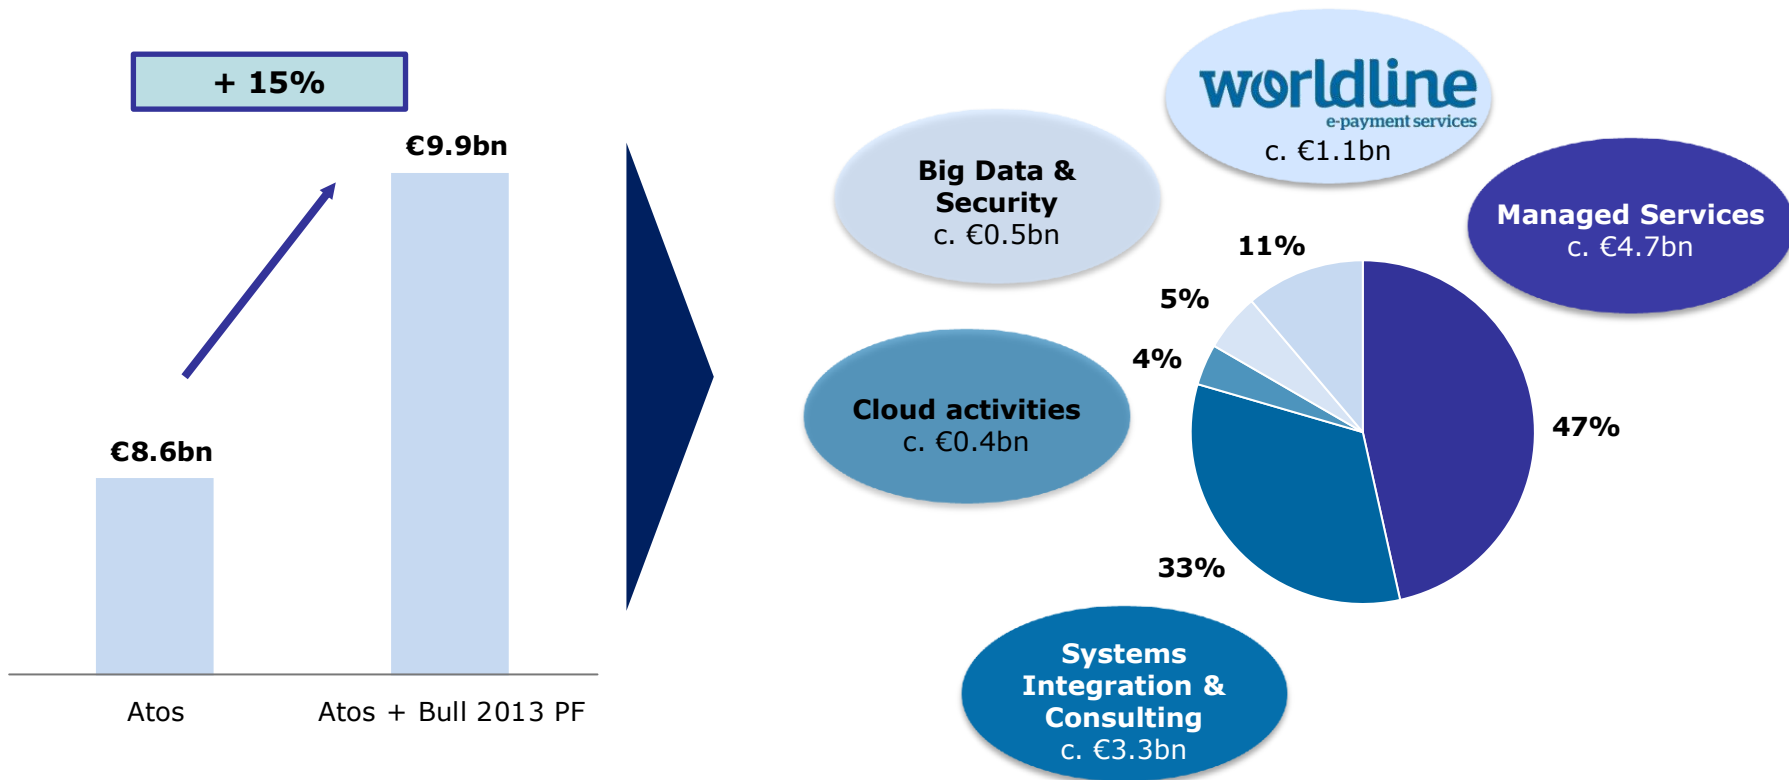 + 15%
€9.9bn
€8.6bn
Atos
Atos + Bull 2013 PF
worldline
e-payment services
c. €1.1bn
Big Data &
Security
c. €0.5bn
Managed Services
c. €4.7bn
Cloud activities
c. €0.4bn
11%
5%
4%
47%
33%
Systems
Integration &
Consulting
c. €3.3bn